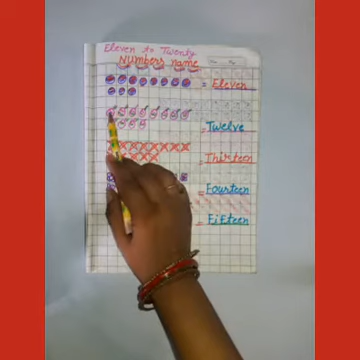 Eleven to Twenty
Numbers name
= Eleven
= Twelve
= Thirteen
= Fourteen
= Fifteen